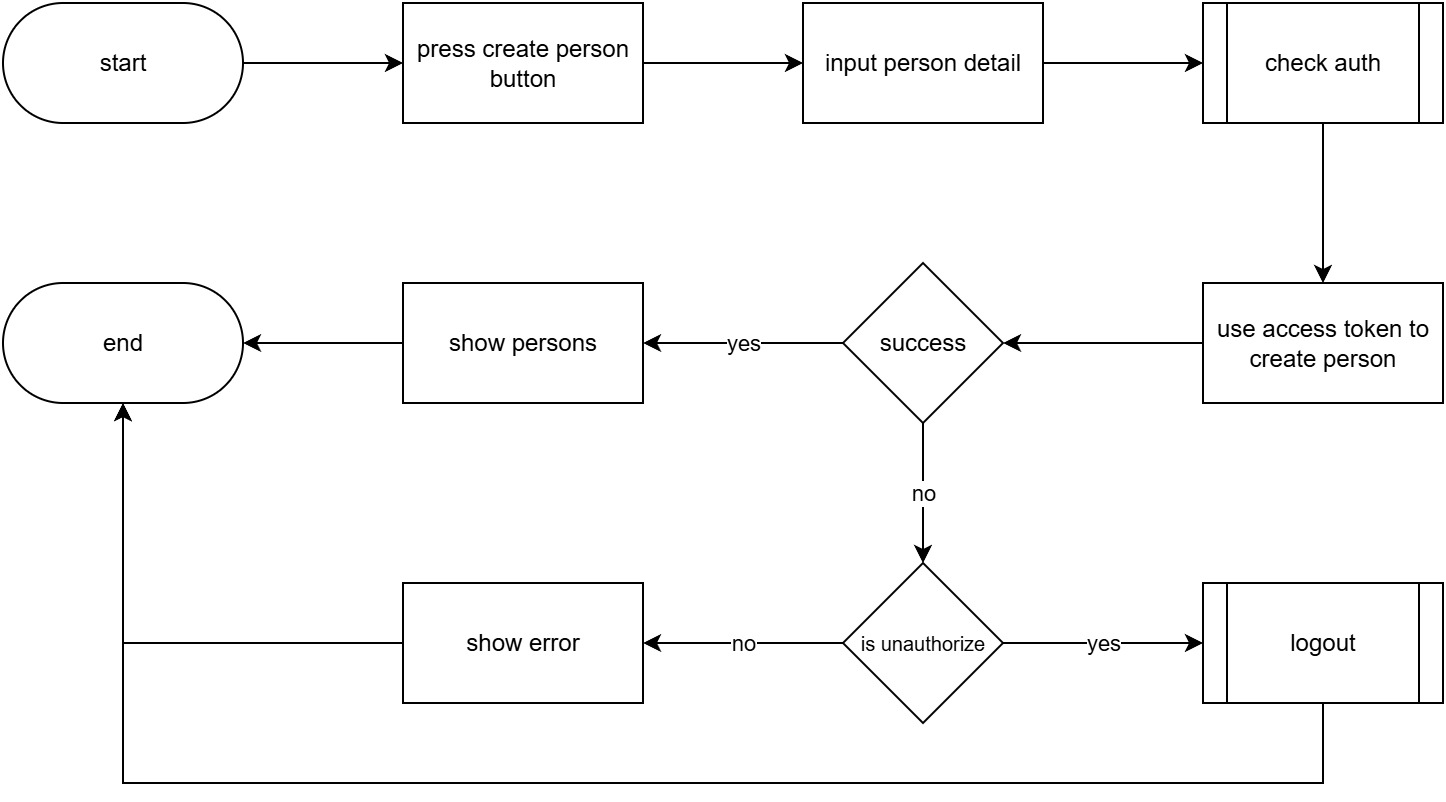 start
press create person
button
input person detail
check auth
end
show persons
yes
success
use access token to
create person
no
show error
no
is unauthorize
yes
logout